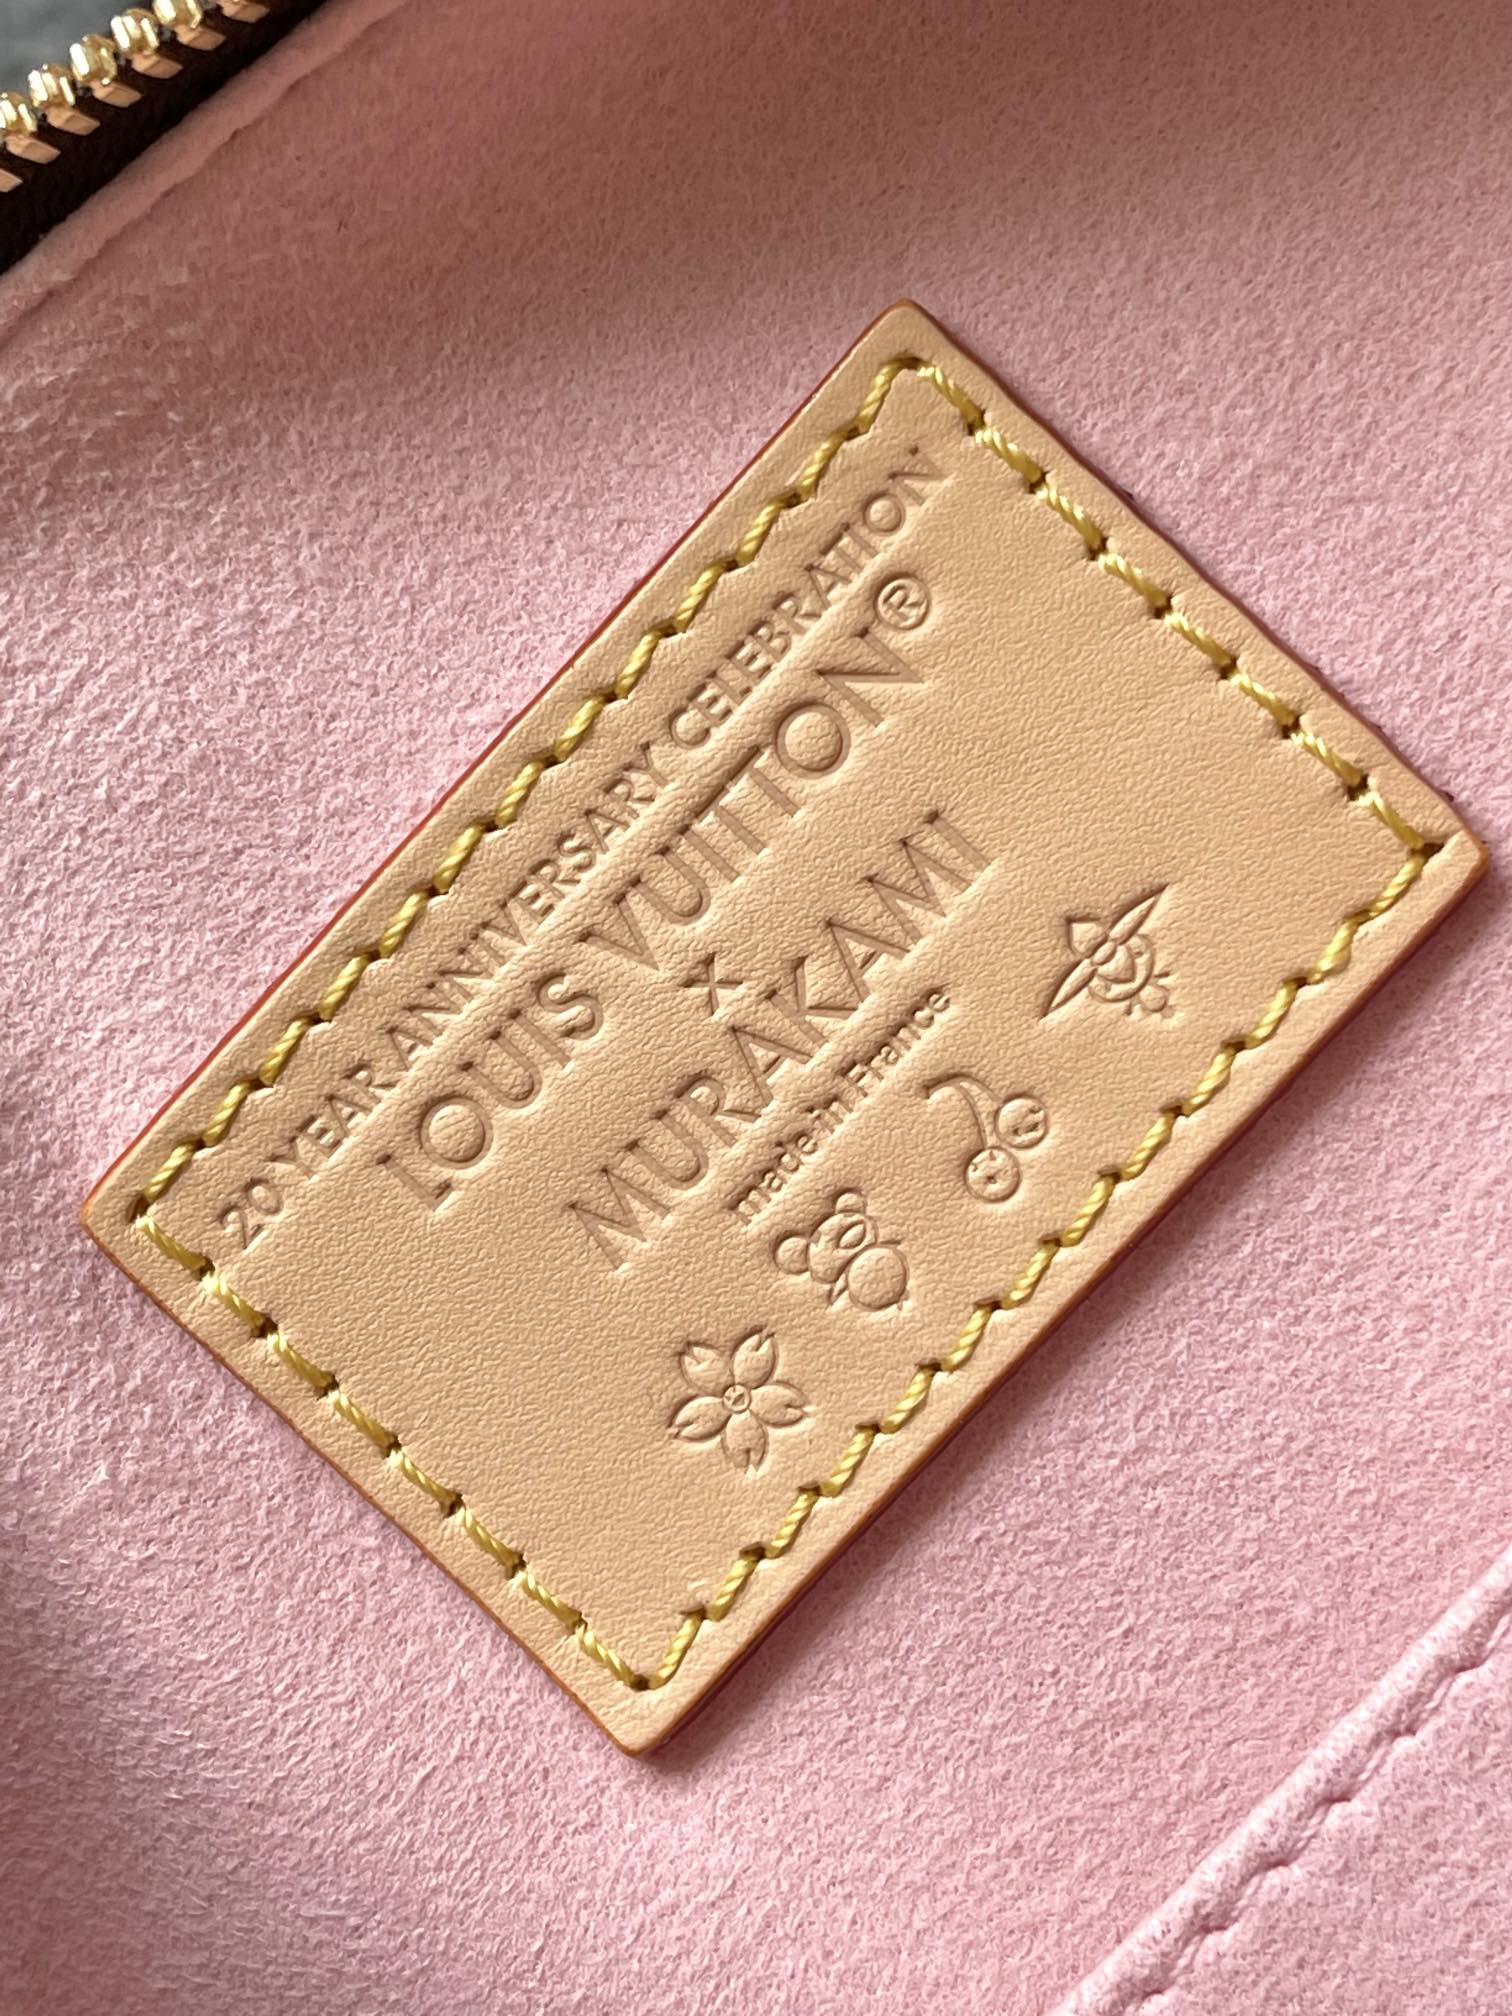 20 YEAR ANNIVERSARY CELEBRATION
LOUIS VUITTON®
x
MURAKAMI
made in France